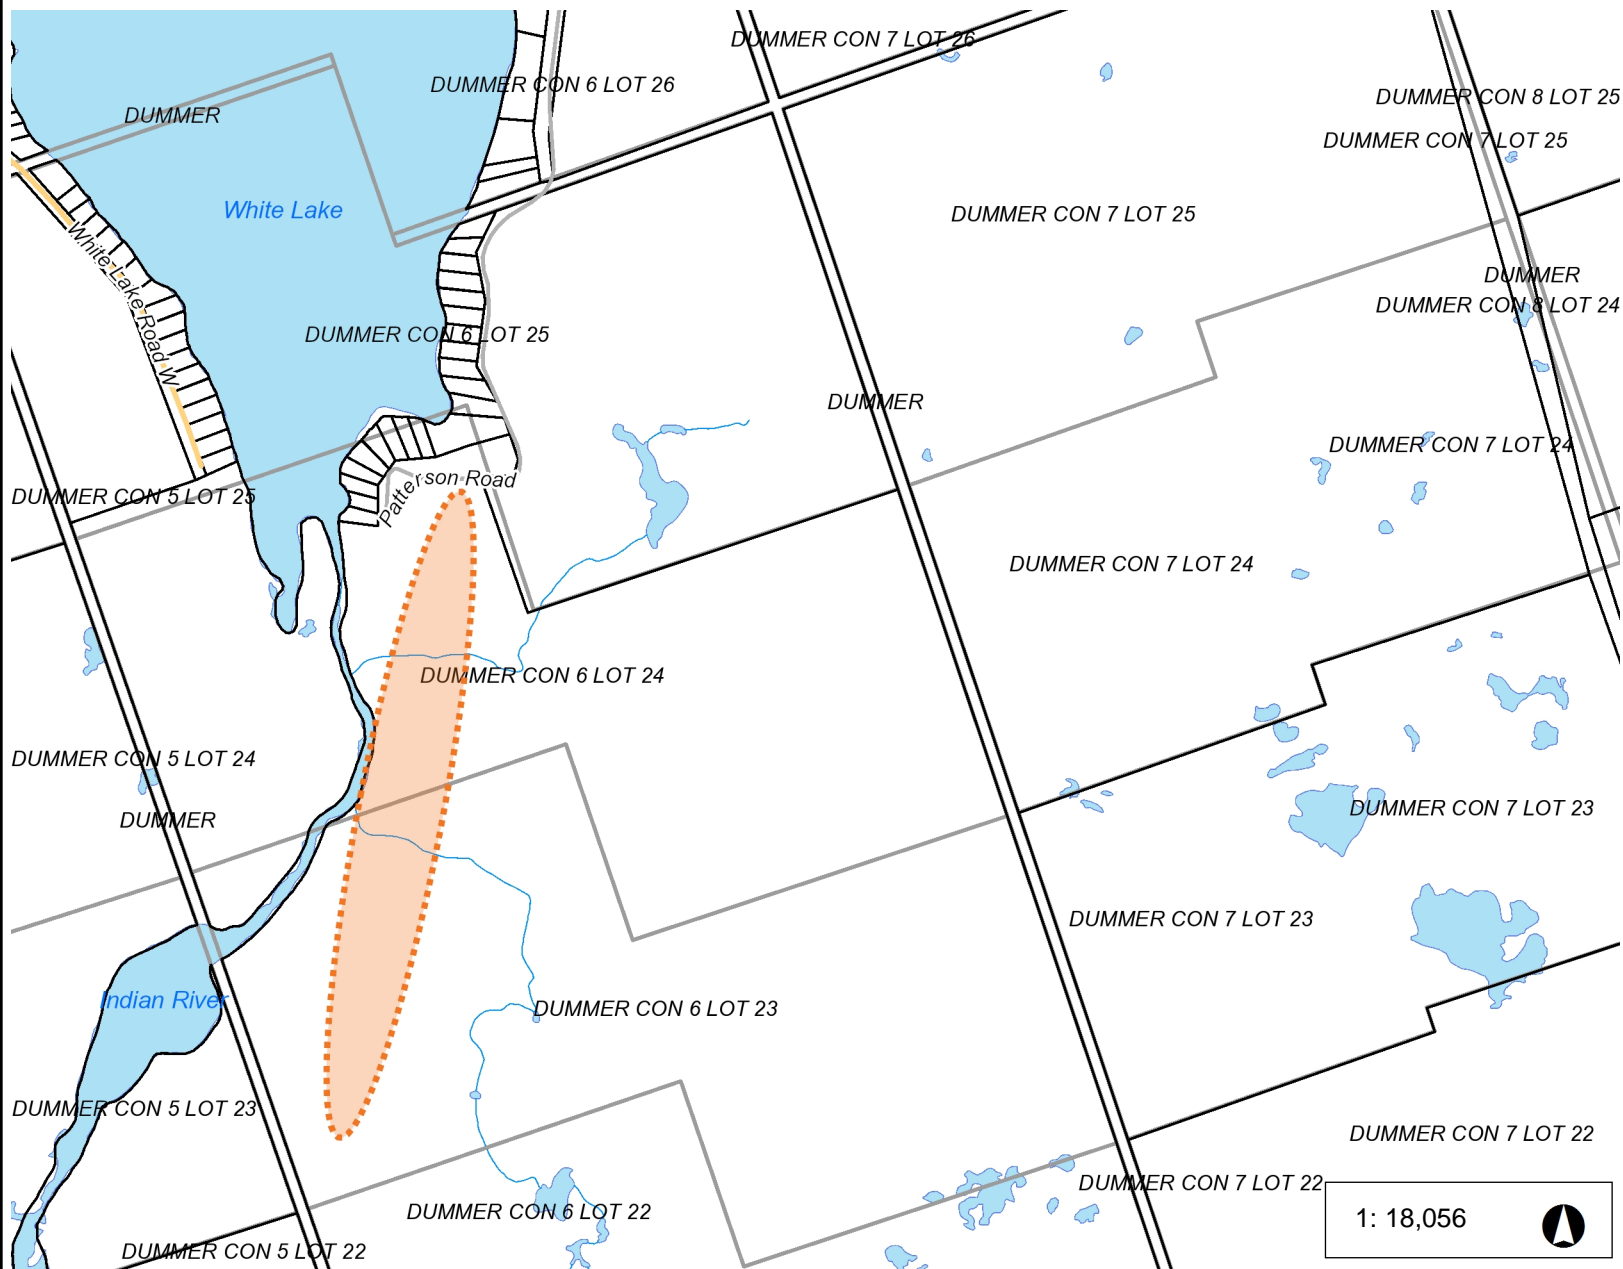 DUMMER CON 7 LOT 26
DUMMER CON 6 LOT 26
DUMMER CON 8 LOT 25
DUMMER
DUMMER CON 7 LOT 25
White Lake
DUMMER CON 7 LOT 25
White Lake Road W
DUMMER
DUMMER CON 8 LOT 24
DUMMER CON 6 LOT 25
DUMMER
DUMMER CON 7 LOT 24
Patterson Road
DUMMER CON 5 LOT 25
DUMMER CON 7 LOT 24
DUMMER CON 6 LOT 24
DUMMER CON 5 LOT 24
DUMMER CON 7 LOT 23
DUMMER
DUMMER CON 7 LOT 23
Indian River
DUMMER CON 6 LOT 23
DUMMER CON 5 LOT 23
DUMMER CON 7 LOT 22
DUMMER CON 7 LOT 22
DUMMER CON 6 LOT 22
1: 18,056
DUMMER CON 5 LOT 22